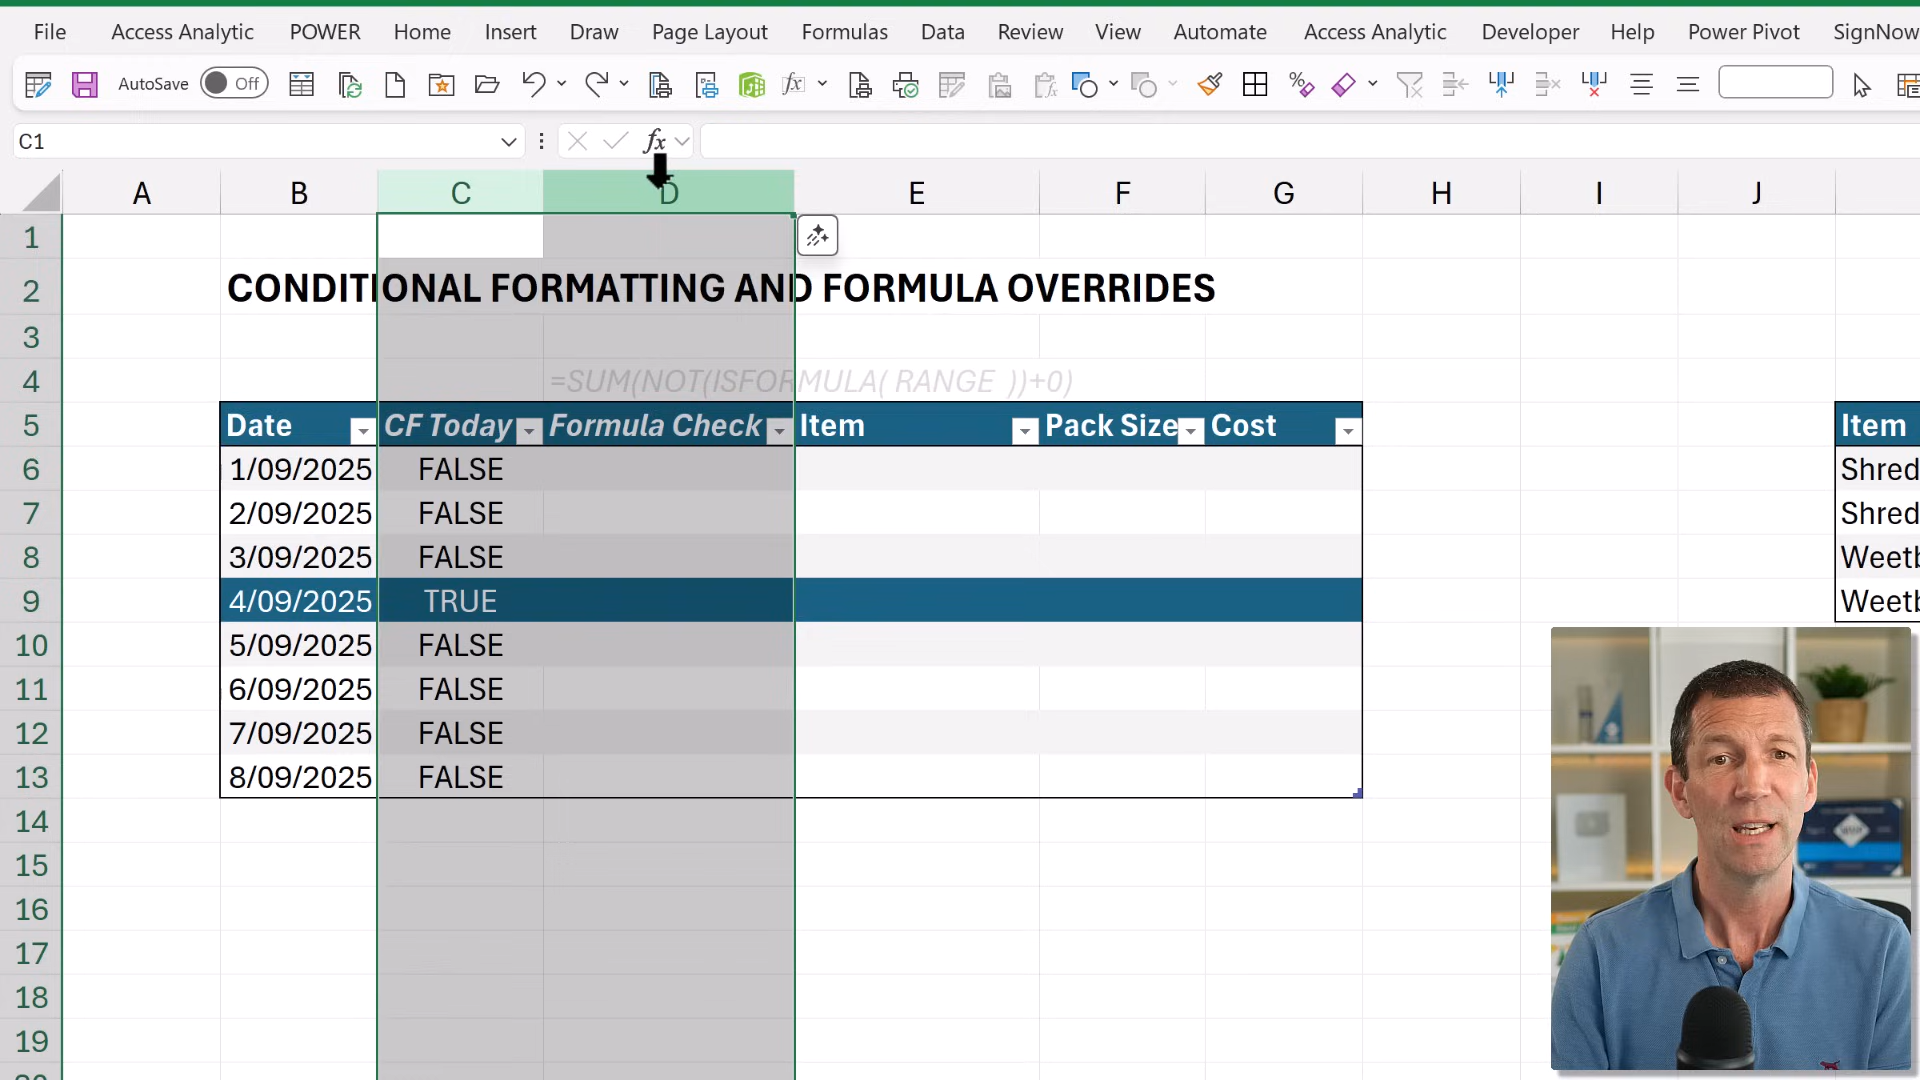 File Access Analytic POWER Home Insert Draw Page Layout Formulas Data Review View Automate Access Analytic Developer Help Power Pivot SignNow
AutoSave Off
C1 fx
A B C D E F G H I J
1
2 CONDITIONAL FORMATTING AND FORMULA OVERRIDES
3
4 =SUM(NOT(ISFORMULA( RANGE ))+0)
5 Date CF Today Formula Check Item Pack Size Cost Item
6 1/09/2025 FALSE Shred
7 2/09/2025 FALSE Shred
8 3/09/2025 FALSE Weetb
9 4/09/2025 TRUE Weetb
10 5/09/2025 FALSE
11 6/09/2025 FALSE
12 7/09/2025 FALSE
13 8/09/2025 FALSE
14
15
16
17
18
19